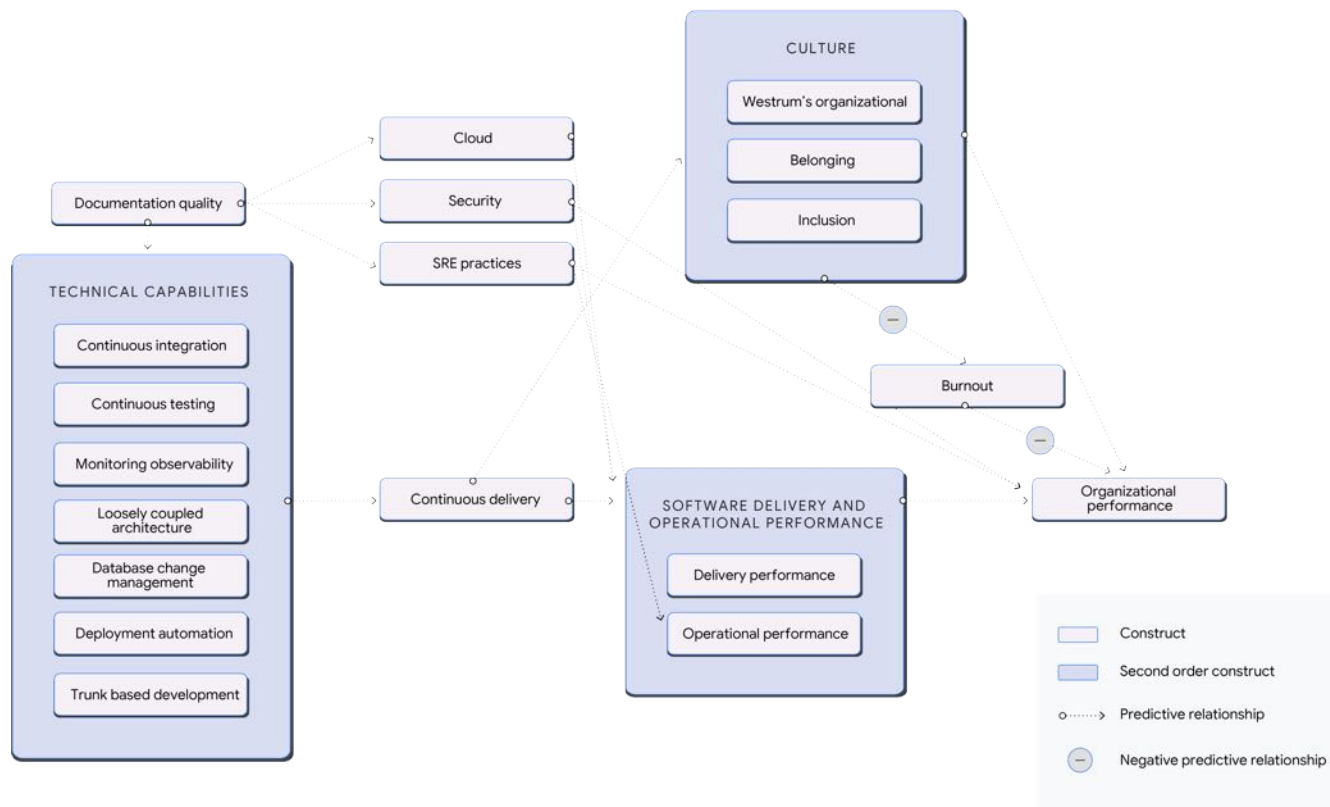 CULTURE
Westrum's organizational
Belonging
Inclusion
Cloud
Security
SRE practices
Documentation quality
TECHNICAL CAPABILITIES
Continuous integration
Continuous testing
Monitoring observability
Loosely coupled
architecture
Database change
management
Deployment automation
Trunk based development
Continuous delivery
Burnout
SOFTWARE DELIVERY AND
OPERATIONAL PERFORMANCE
Delivery performance
Operational performance
Organizational
performance
Construct
Second order construct
Predictive relationship
Negative predictive relationship